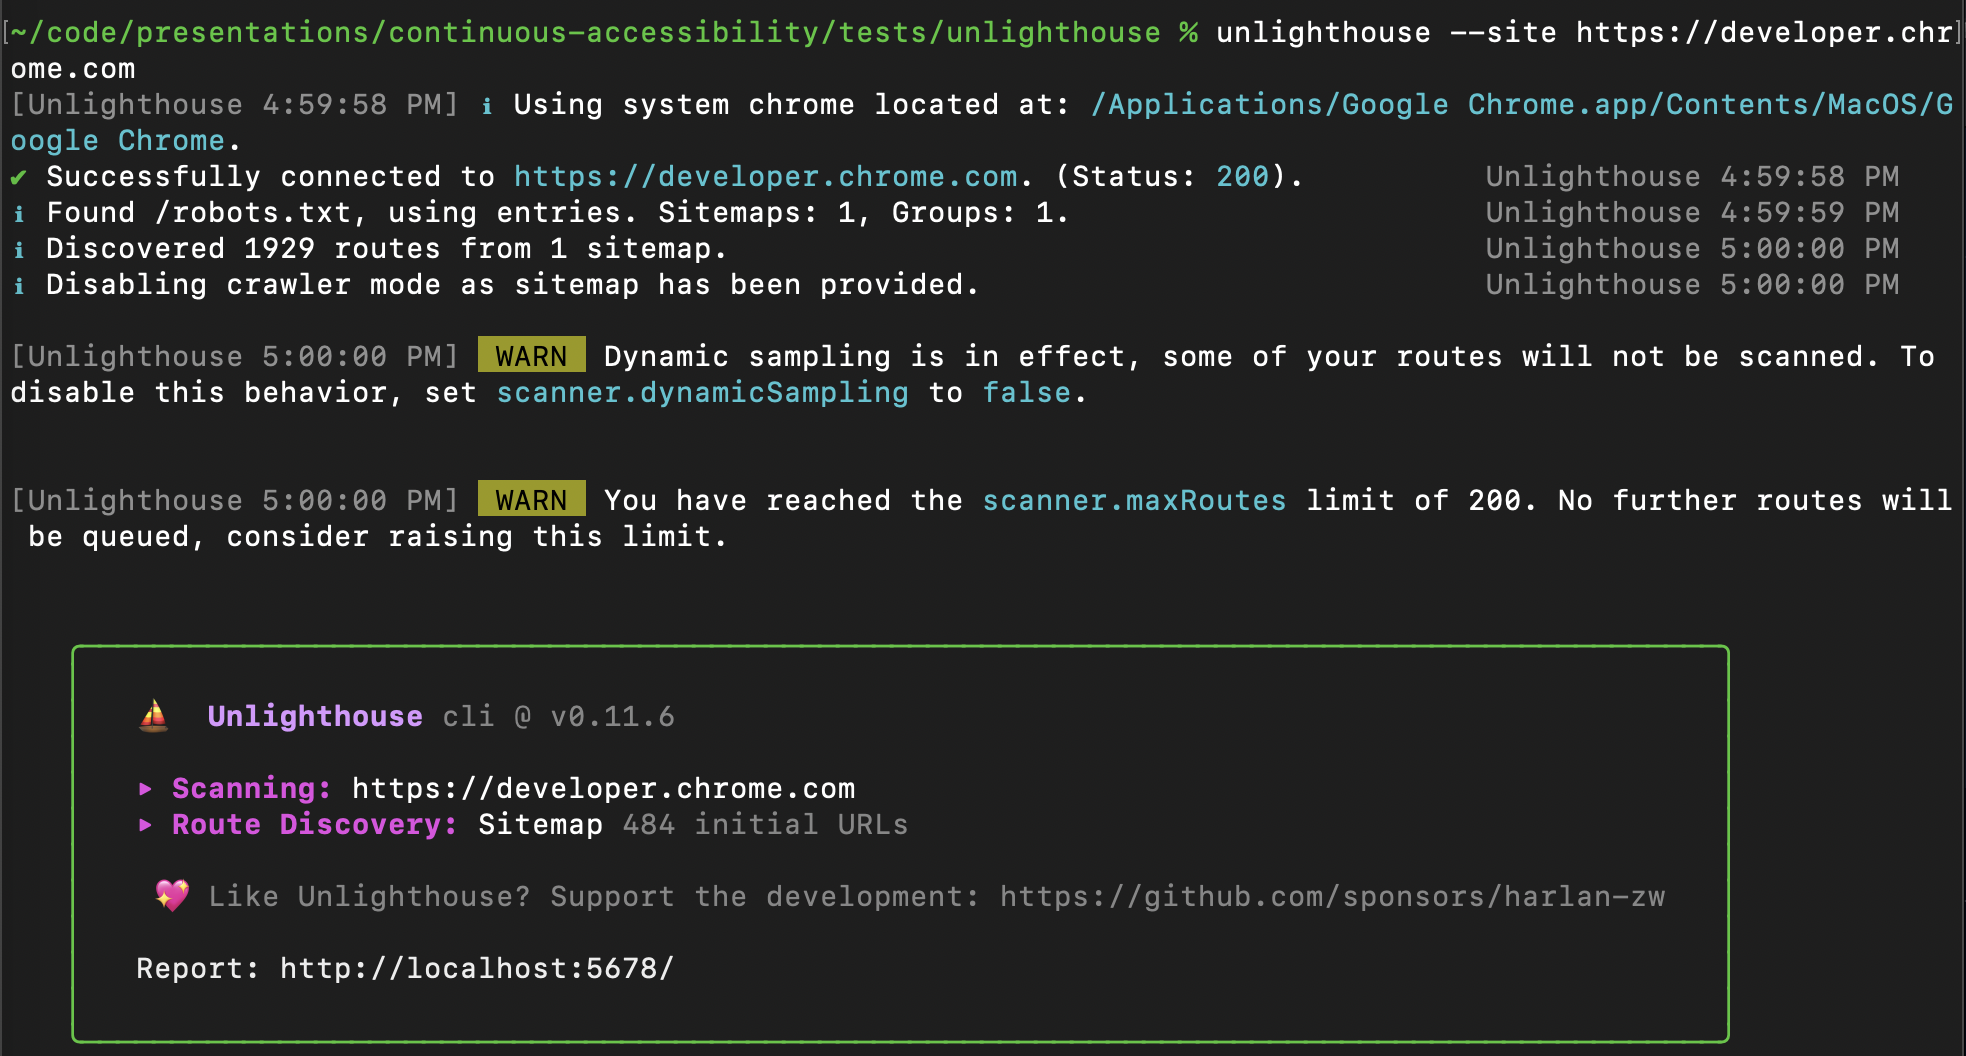 [~/code/presentations/continuous-accessibility/tests/unlighthouse % unlighthouse --site https://developer.chr]
ome.com
[Unlighthouse 4:59:58 PM] ℹ Using system chrome located at: /Applications/Google Chrome.app/Contents/MacOS/G
oogle Chrome.
✔ Successfully connected to https://developer.chrome.com. (Status: 200). Unlighthouse 4:59:58 PM
ℹ Found /robots.txt, using entries. Sitemaps: 1, Groups: 1. Unlighthouse 4:59:59 PM
ℹ Discovered 1929 routes from 1 sitemap. Unlighthouse 5:00:00 PM
ℹ Disabling crawler mode as sitemap has been provided. Unlighthouse 5:00:00 PM
[Unlighthouse 5:00:00 PM] WARN Dynamic sampling is in effect, some of your routes will not be scanned. To
disable this behavior, set scanner.dynamicSampling to false.
[Unlighthouse 5:00:00 PM] WARN You have reached the scanner.maxRoutes limit of 200. No further routes will
be queued, consider raising this limit.
⛵ Unlighthouse cli @ v0.11.6
▸ Scanning: https://developer.chrome.com
▸ Route Discovery: Sitemap 484 initial URLs
💖 Like Unlighthouse? Support the development: https://github.com/sponsors/harlan-zw
Report: http://localhost:5678/